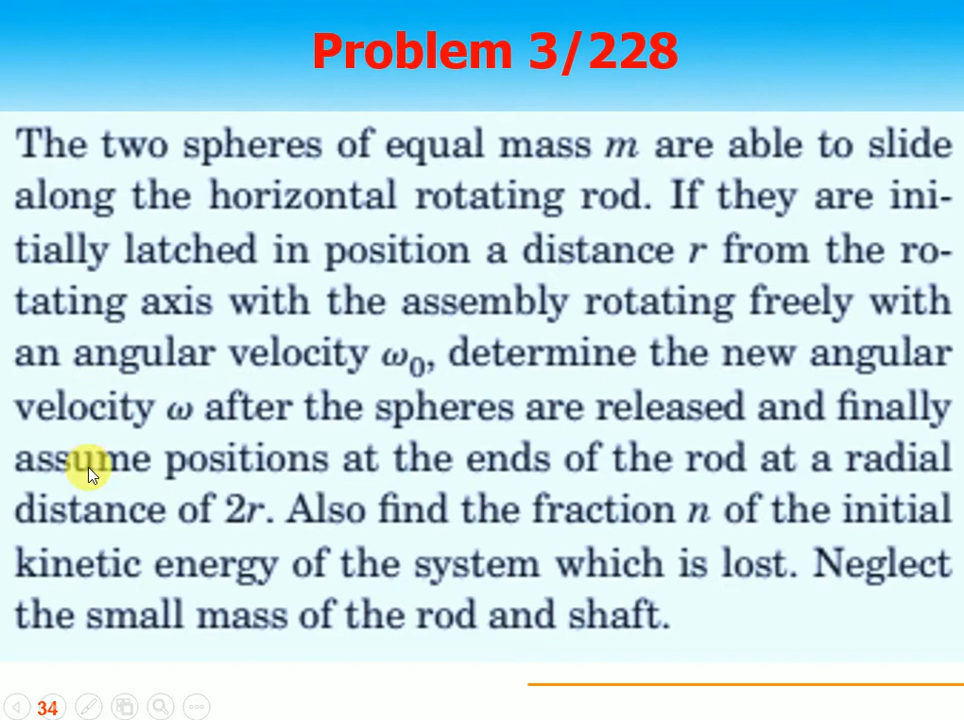 Problem 3/228
The two spheres of equal mass m are able to slide
along the horizontal rotating rod. If they are ini-
tially latched in position a distance r from the ro-
tating axis with the assembly rotating freely with
an angular velocity ω₀, determine the new angular
velocity ω after the spheres are released and finally
assume positions at the ends of the rod at a radial
distance of 2r. Also find the fraction n of the initial
kinetic energy of the system which is lost. Neglect
the small mass of the rod and shaft.
34